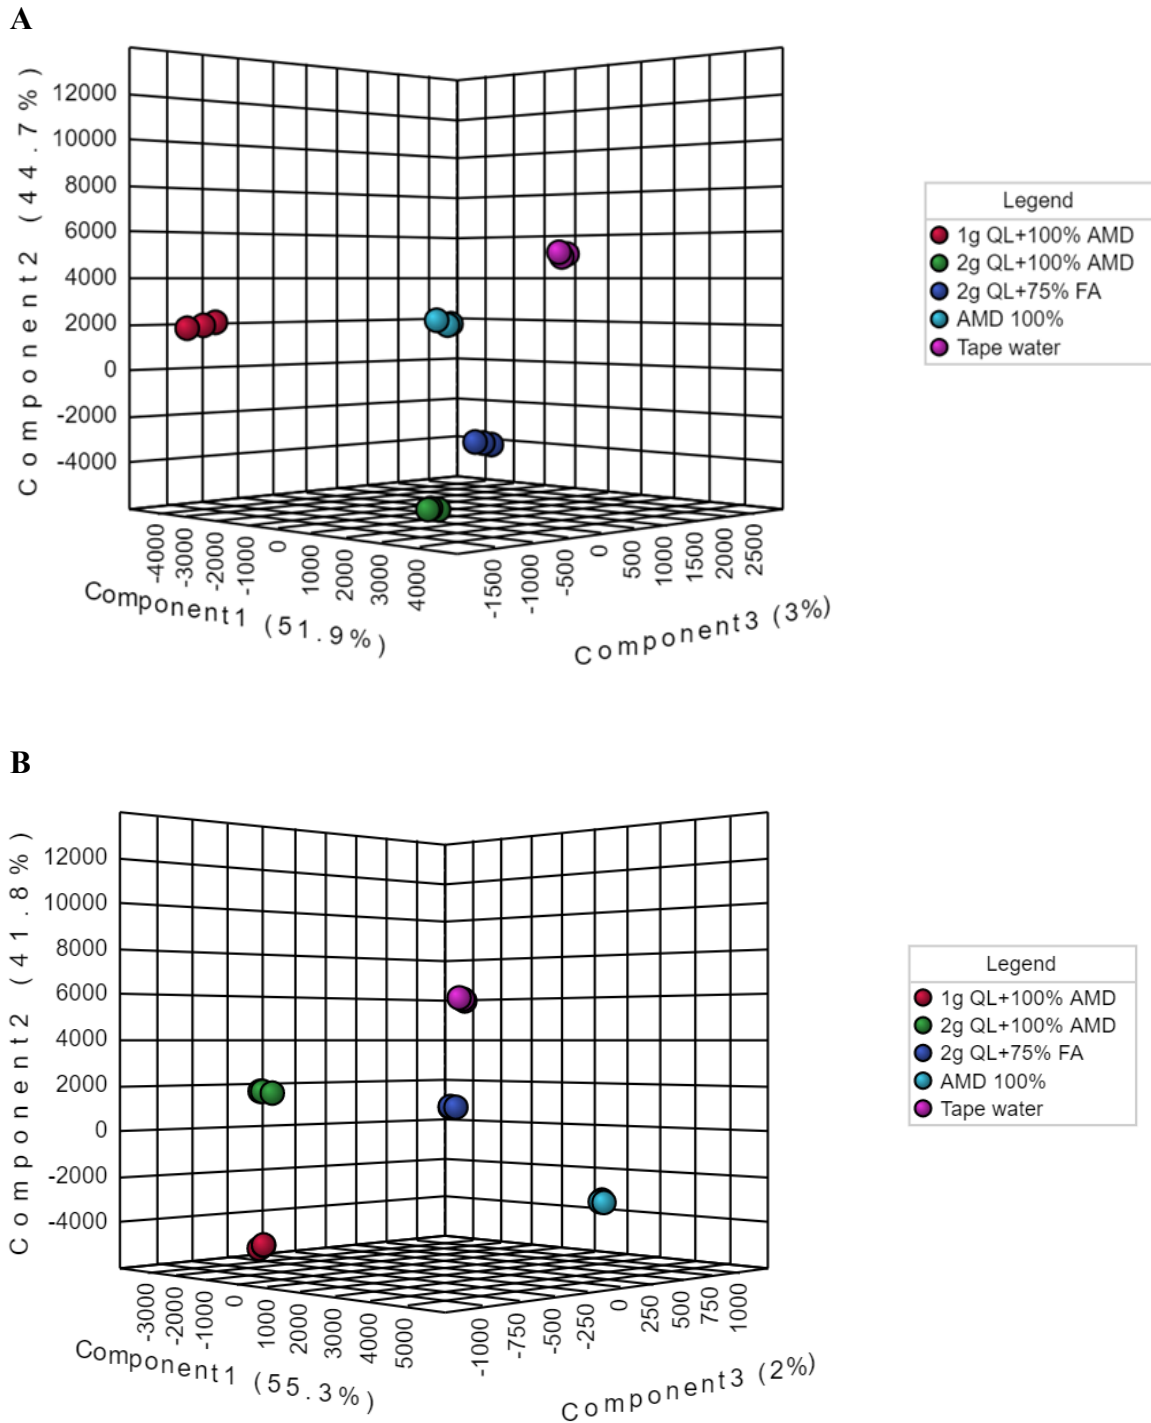 A
Component2 (44.7%)
12000
10000
8000
6000
4000
2000
0
-2000
-4000
-4000
-3000
-2000
-1000
0
1000
2000
3000
4000
Component1 (51.9%)
-1500
-1000
-500
0
500
1000
1500
2000
2500
Component3 (3%)
Legend
1g QL+100% AMD
2g QL+100% AMD
2g QL+75% FA
AMD 100%
Tape water
B
Component2 (41.8%)
12000
10000
8000
6000
4000
2000
0
-2000
-4000
-3000
-2000
-1000
0
1000
2000
3000
4000
5000
Component1 (55.3%)
-1000
-750
-500
-250
0
250
500
750
1000
Component3 (2%)
Legend
1g QL+100% AMD
2g QL+100% AMD
2g QL+75% FA
AMD 100%
Tape water